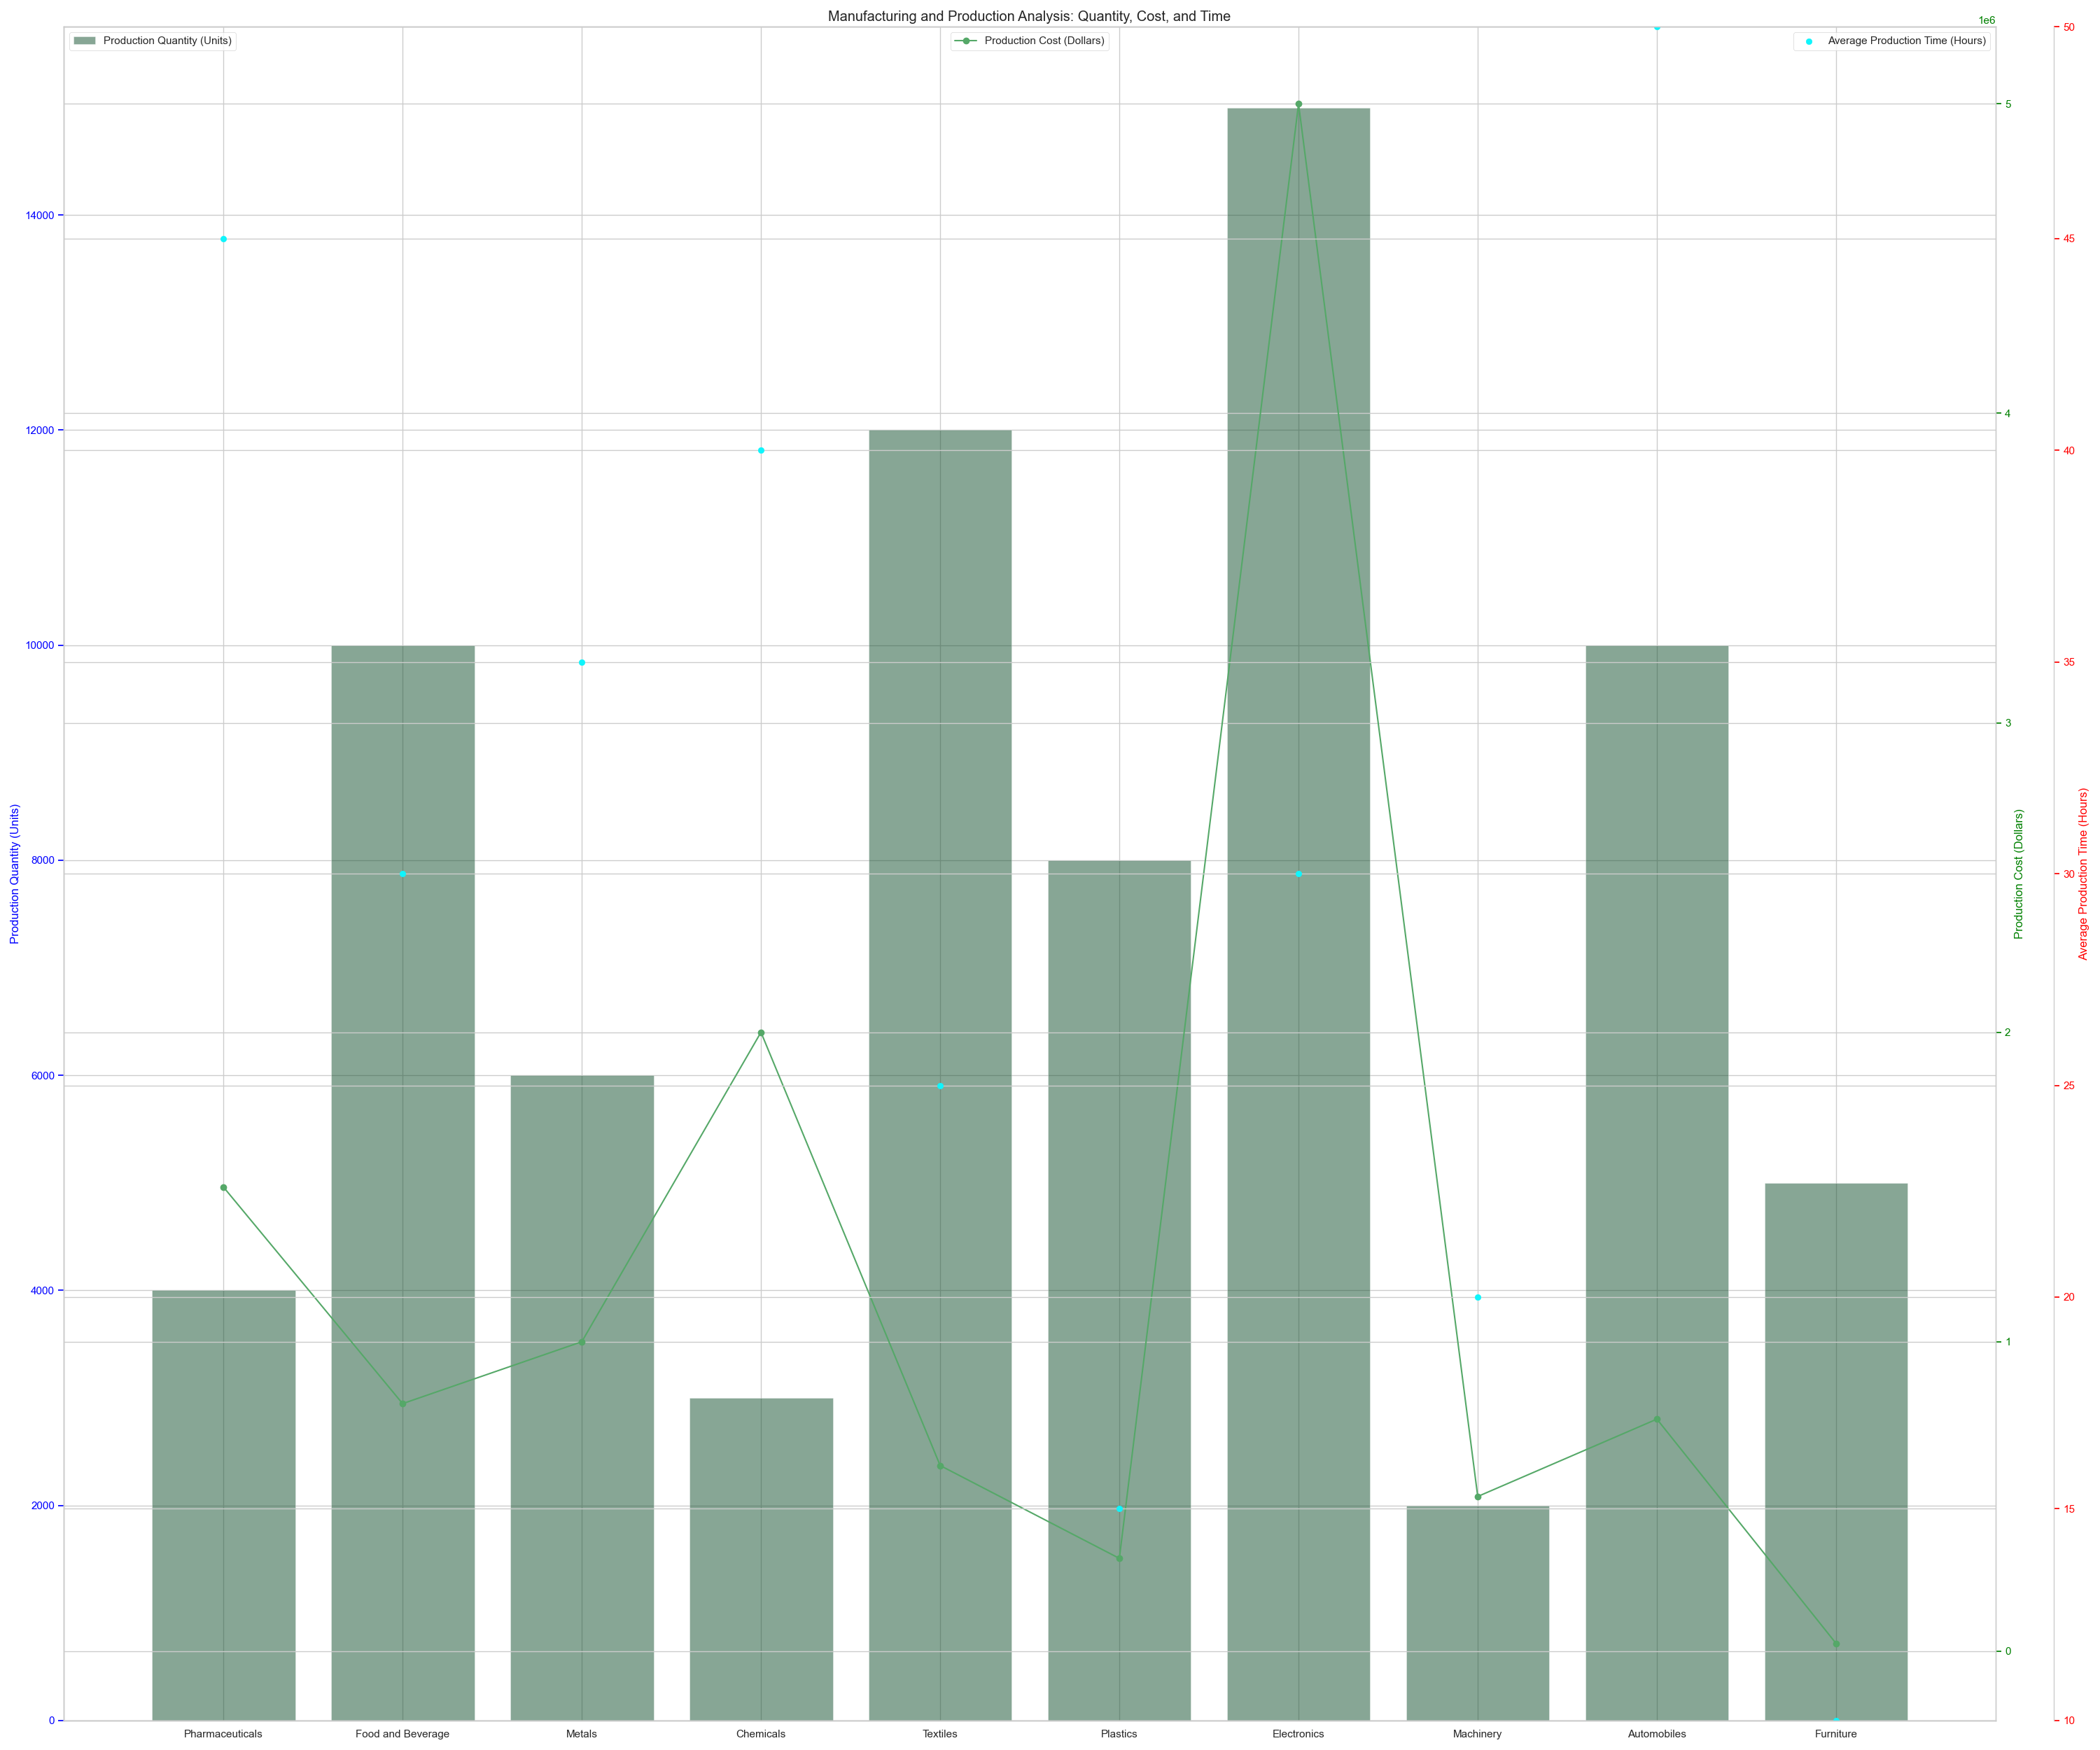 Manufacturing and Production Analysis: Quantity, Cost, and Time
Production Quantity (Units)
Production Cost (Dollars)
Average Production Time (Hours)
1e6
Production Quantity (Units)
14000
12000
10000
8000
6000
4000
2000
0
Pharmaceuticals
Food and Beverage
Metals
Chemicals
Textiles
Plastics
Electronics
Machinery
Automobiles
Furniture
5
4
3
2
1
0
Production Cost (Dollars)
50
45
40
35
30
25
20
15
10
Average Production Time (Hours)